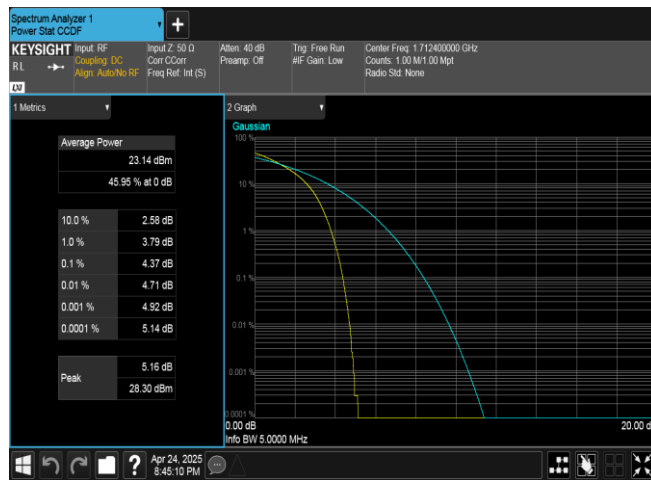 Spectrum Analyzer 1
Power Stat CCDF
+
KEYSIGHT
RL
LXI
Input: RF
Coupling: DC
Align: Auto/No RF
Input Z: 50 Ω
Corr CCorr
Freq Ref: Int (S)
Atten: 40 dB
Preamp: Off
Trig: Free Run
#IF Gain: Low
Center Freq: 1.712400000 GHz
Counts: 1.00 M/1.00 Mpt
Radio Std: None
1 Metrics
Average Power
23.14 dBm
45.95 % at 0 dB
10.0 % 2.58 dB
1.0 % 3.79 dB
0.1 % 4.37 dB
0.01 % 4.71 dB
0.001 % 4.92 dB
0.0001 % 5.14 dB
Peak
5.16 dB
28.30 dBm
2 Graph
Gaussian
100 %
10 %
1 %
0.1 %
0.01 %
0.001 %
0.0001 %
0.00 dB
20.00 d
Info BW 5.0000 MHz
?
Apr 24, 2025
8:45:10 PM